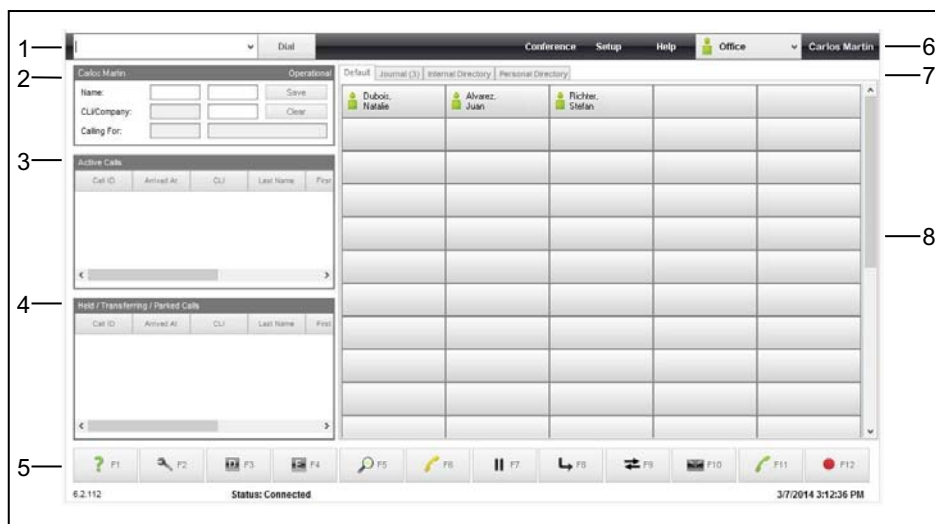 1
Dial
Conference Setup Help Office Carlos Martin
6
2
Carlos Martin Operational
Default Journal (3) Internal Directory Personal Directory
7
Name: Save
CLI/Company: Clear
Calling For:
Dubois, Natalie
Alvarez, Juan
Richter, Stefan
3
Active Calls
Call ID Arrived At CLI Last Name First
8
4
Held / Transferring / Parked Calls
Call ID Arrived At CLI Last Name First
5
? F1 F2 F3 F4 F5 F6 F7 F8 F9 F10 F11 F12
6.2.112 Status: Connected 3/7/2014 3:12:36 PM